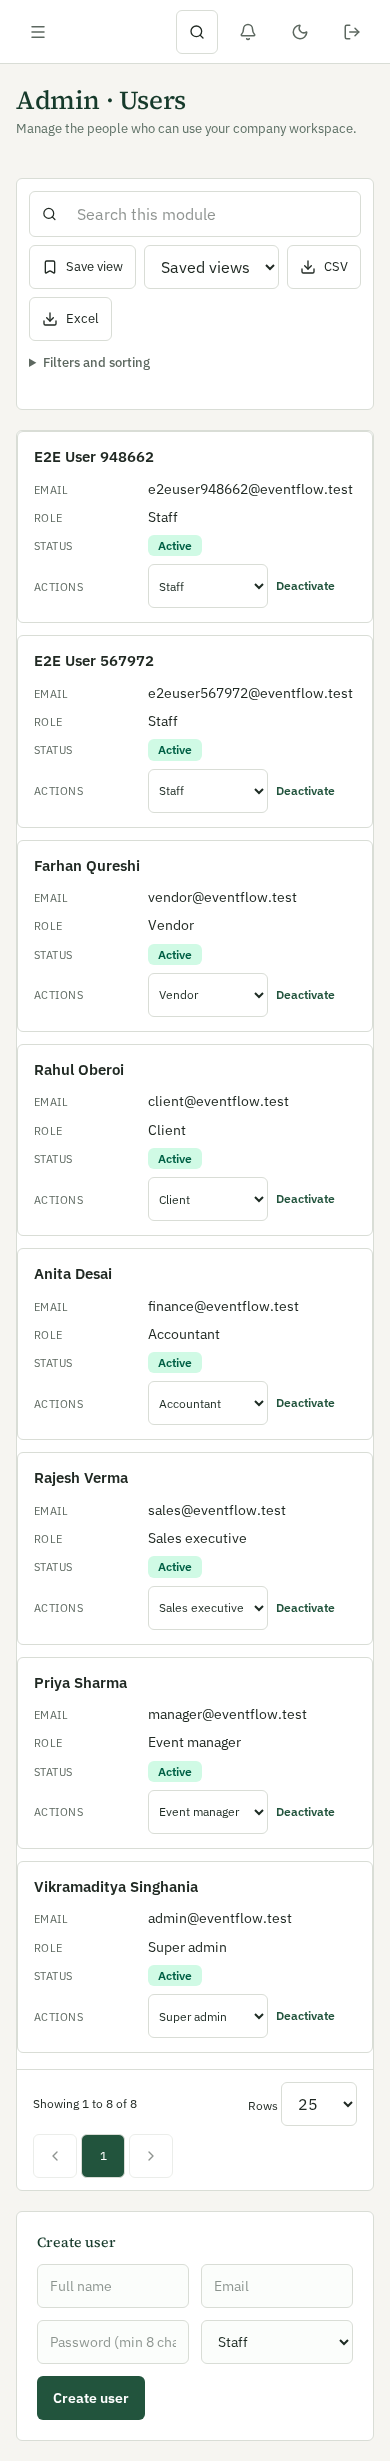 Admin · Users
Manage the people who can use your company workspace.
Search this module
Save view
Saved views
CSV
Excel
Filters and sorting
E2E User 948662
EMAIL e2euser948662@eventflow.test
ROLE Staff
STATUS Active
ACTIONS Staff Deactivate
E2E User 567972
EMAIL e2euser567972@eventflow.test
ROLE Staff
STATUS Active
ACTIONS Staff Deactivate
Farhan Qureshi
EMAIL vendor@eventflow.test
ROLE Vendor
STATUS Active
ACTIONS Vendor Deactivate
Rahul Oberoi
EMAIL client@eventflow.test
ROLE Client
STATUS Active
ACTIONS Client Deactivate
Anita Desai
EMAIL finance@eventflow.test
ROLE Accountant
STATUS Active
ACTIONS Accountant Deactivate
Rajesh Verma
EMAIL sales@eventflow.test
ROLE Sales executive
STATUS Active
ACTIONS Sales executive Deactivate
Priya Sharma
EMAIL manager@eventflow.test
ROLE Event manager
STATUS Active
ACTIONS Event manager Deactivate
Vikramaditya Singhania
EMAIL admin@eventflow.test
ROLE Super admin
STATUS Active
ACTIONS Super admin Deactivate
Showing 1 to 8 of 8 Rows 25
1
Create user
Full name Email
Password (min 8 cha Staff
Create user